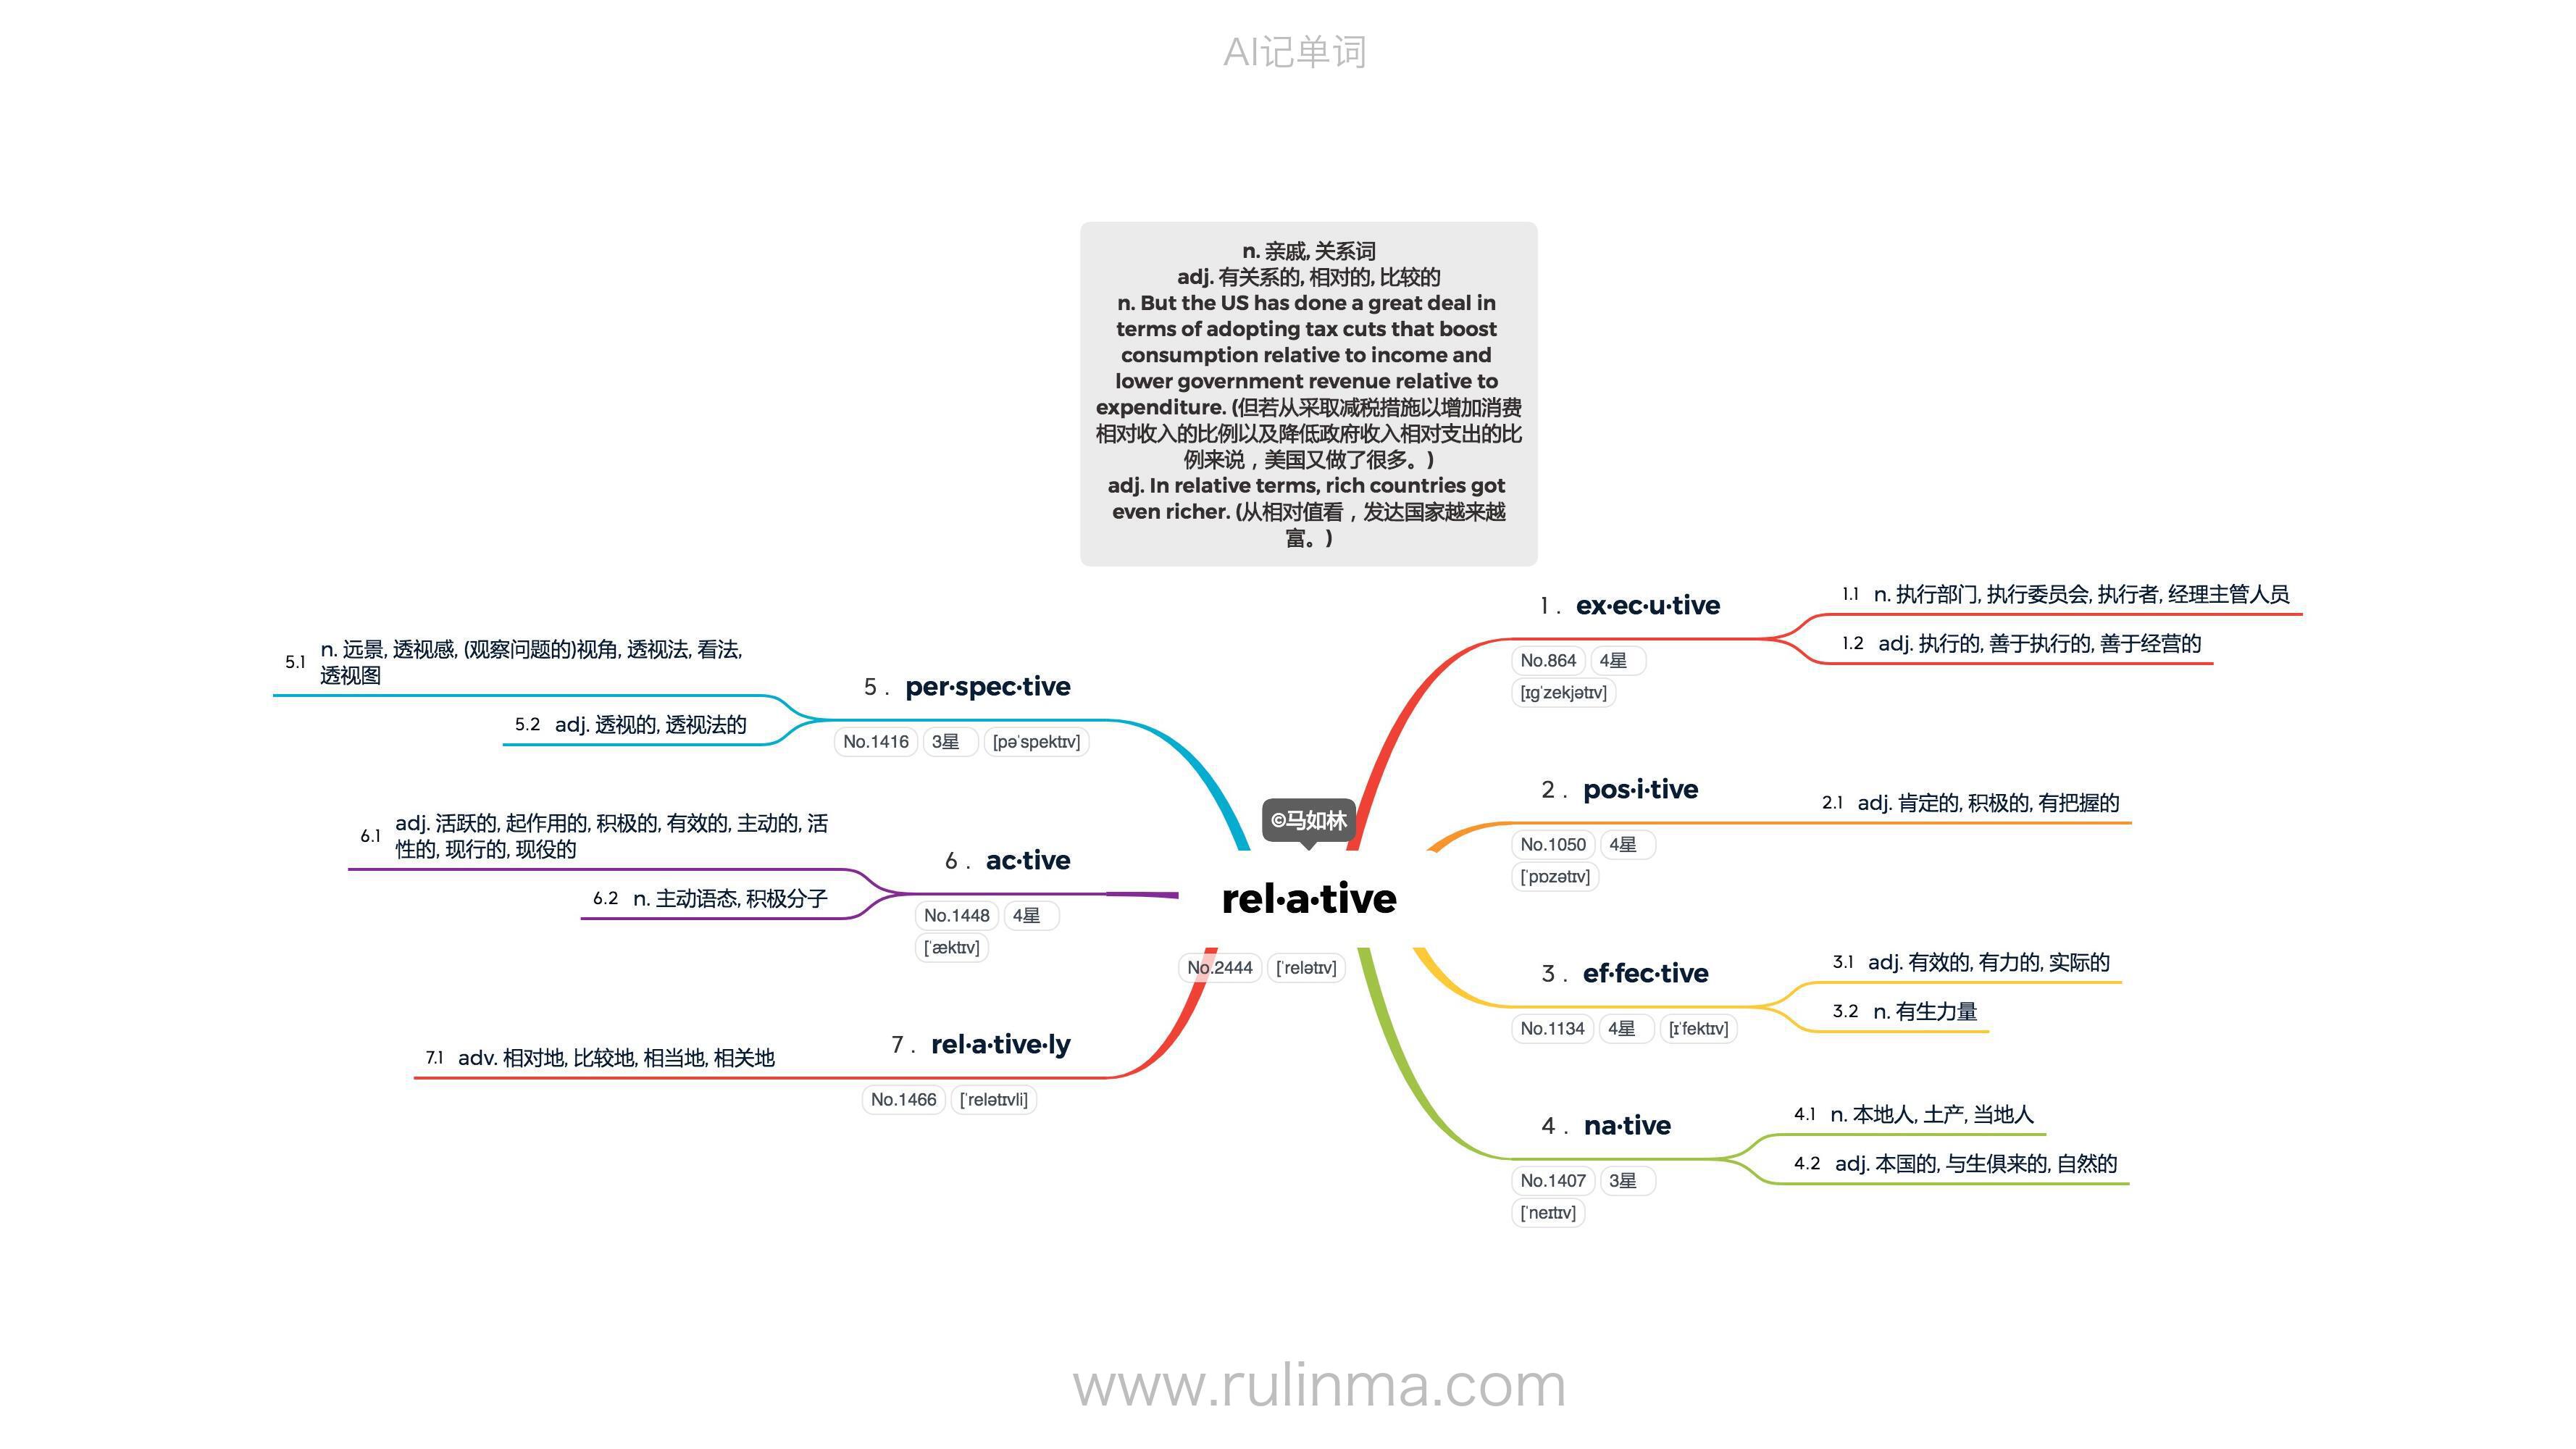 AI记单词
n. 亲戚, 关系词
adj. 有关系的, 相对的, 比较的
n. But the US has done a great deal in
terms of adopting tax cuts that boost
consumption relative to income and
lower government revenue relative to
expenditure. (但若从采取减税措施以增加消费
相对收入的比例以及降低政府收入相对支出的比
例来说，美国又做了很多。)
adj. In relative terms, rich countries got
even richer. (从相对值看，发达国家越来越
富。)
©马如林
rel·a·tive
No.2444 [ˈrelətɪv]
1. ex·ec·u·tive
No.864 4星
[ɪɡˈzekjətɪv]
1.1 n. 执行部门, 执行委员会, 执行者, 经理主管人员
1.2 adj. 执行的, 善于执行的, 善于经营的
2. pos·i·tive
No.1050 4星
[ˈpɒzətɪv]
2.1 adj. 肯定的, 积极的, 有把握的
3. ef·fec·tive
No.1134 4星 [ɪˈfektɪv]
3.1 adj. 有效的, 有力的, 实际的
3.2 n. 有生力量
4. na·tive
No.1407 3星
[ˈneɪtɪv]
4.1 n. 本地人, 土产, 当地人
4.2 adj. 本国的, 与生俱来的, 自然的
5. per·spec·tive
No.1416 3星 [pəˈspektɪv]
5.1 n. 远景, 透视感, (观察问题的)视角, 透视法, 看法,
透视图
5.2 adj. 透视的, 透视法的
6. ac·tive
No.1448 4星
[ˈæktɪv]
6.1 adj. 活跃的, 起作用的, 积极的, 有效的, 主动的, 活
性的, 现行的, 现役的
6.2 n. 主动语态, 积极分子
7. rel·a·tive·ly
No.1466 [ˈrelətɪvli]
7.1 adv. 相对地, 比较地, 相当地, 相关地
www.rulinma.com